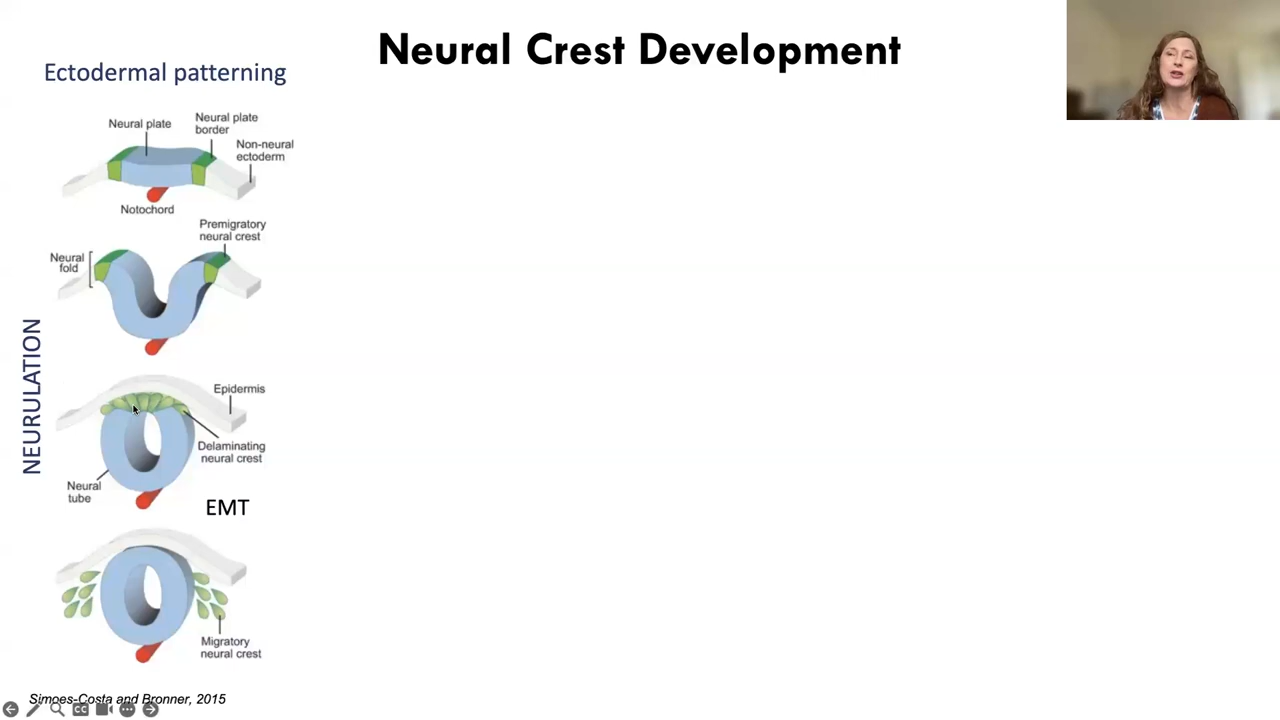 Neural Crest Development
Ectodermal patterning
Neural plate
Neural plate
border
Non-neural
ectoderm
Notochord
Premigratory
neural crest
Neural
fold
NEURULATION
Epidermis
Delaminating
neural crest
Neural
tube
EMT
Migratory
neural crest
Simoes-Costa and Bronner, 2015
CC